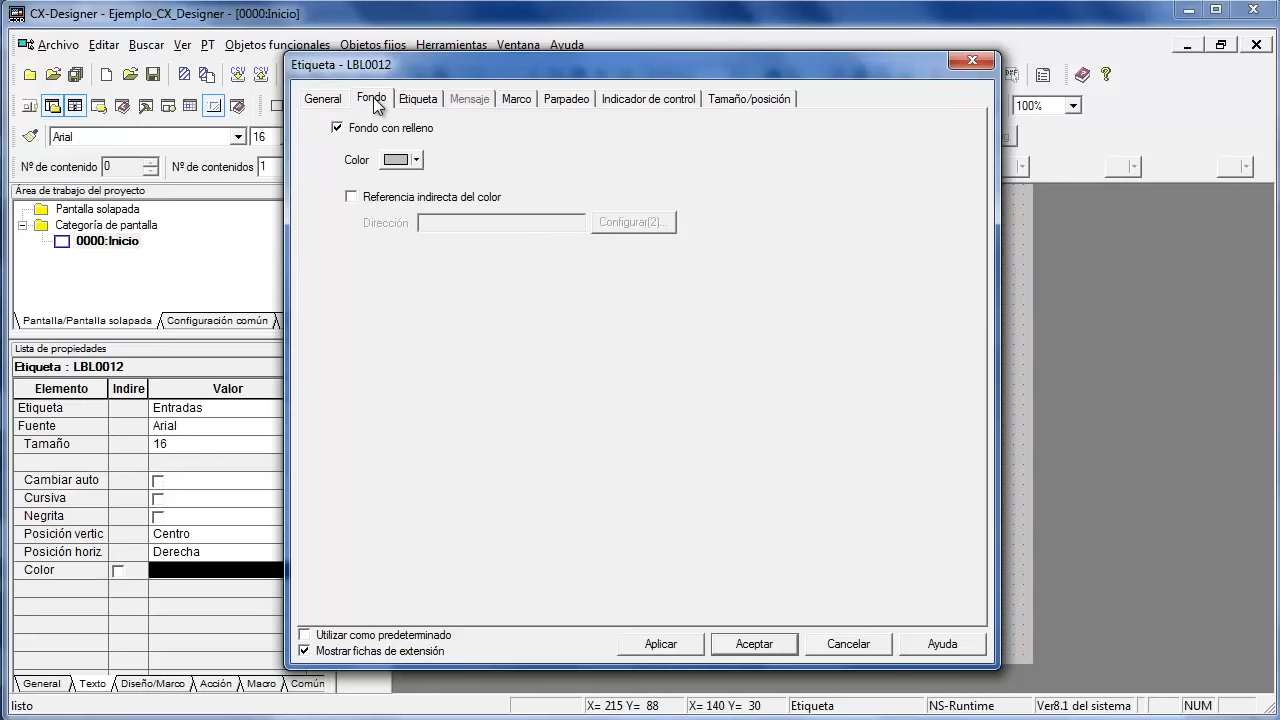 CX-Designer - Ejemplo_CX_Designer - [0000:Inicio]
Archivo Editar Buscar Ver PT Objetos funcionales Objetos fijos Herramientas Ventana Ayuda
Etiqueta - LBL0012
General Fondo Etiqueta Mensaje Marco Parpadeo Indicador de control Tamaño/posición
100%
Fondo con relleno
Arial 16
Color
Nº de contenido 0 Nº de contenidos 1
Área de trabajo del proyecto
Referencia indirecta del color
Pantalla solapada
Categoría de pantalla
Dirección Configurar(2)...
0000:Inicio
Pantalla/Pantalla solapada Configuración común
Lista de propiedades
Etiqueta : LBL0012
Elemento Indire Valor
Etiqueta Entradas
Fuente Arial
Tamaño 16
Cambiar auto
Cursiva
Negrita
Posición vertic Centro
Posición horiz Derecha
Color
Utilizar como predeterminado
Mostrar fichas de extensión
Aplicar Aceptar Cancelar Ayuda
General Texto Diseño/Marco Acción Macro Común
listo X= 215 Y= 88 X= 140 Y= 30 Etiqueta NS-Runtime Ver8.1 del sistema NUM